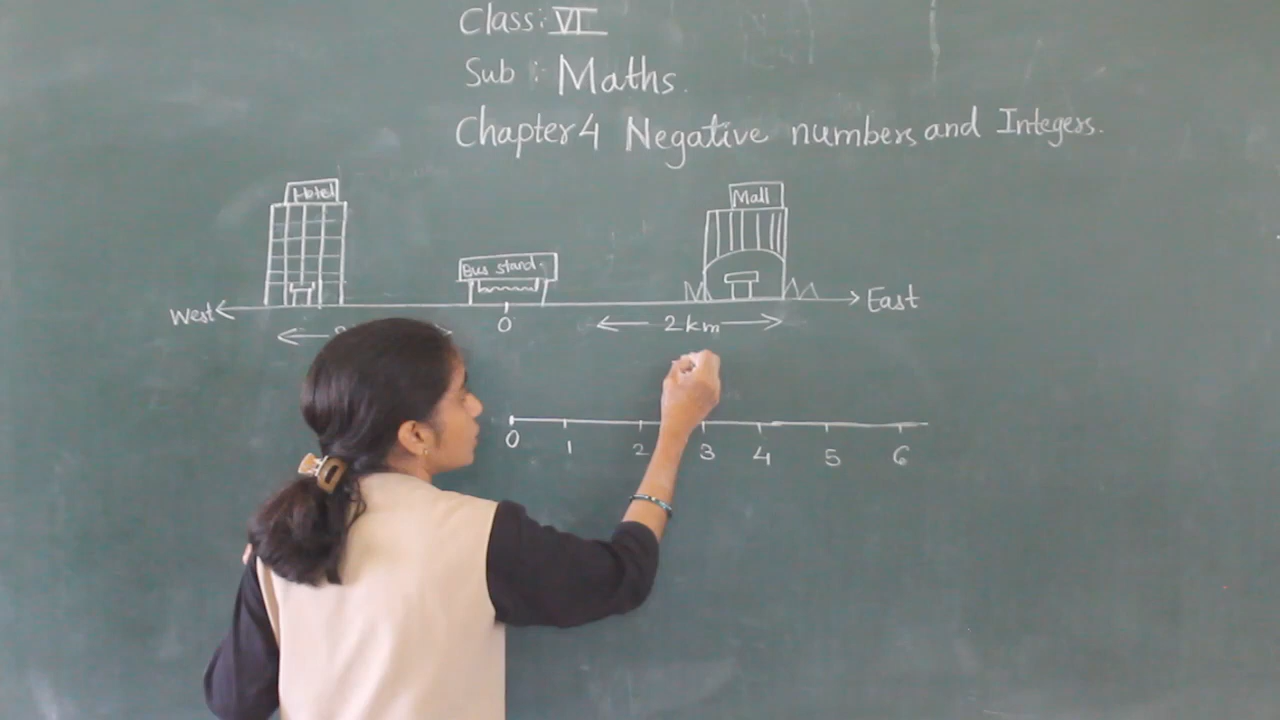 Class: VI
Sub : Maths.
Chapter 4 Negative numbers and Integers.
Hotel
Mall
Bus stand.
West
East
0
2 km
0 1 2 3 4 5 6